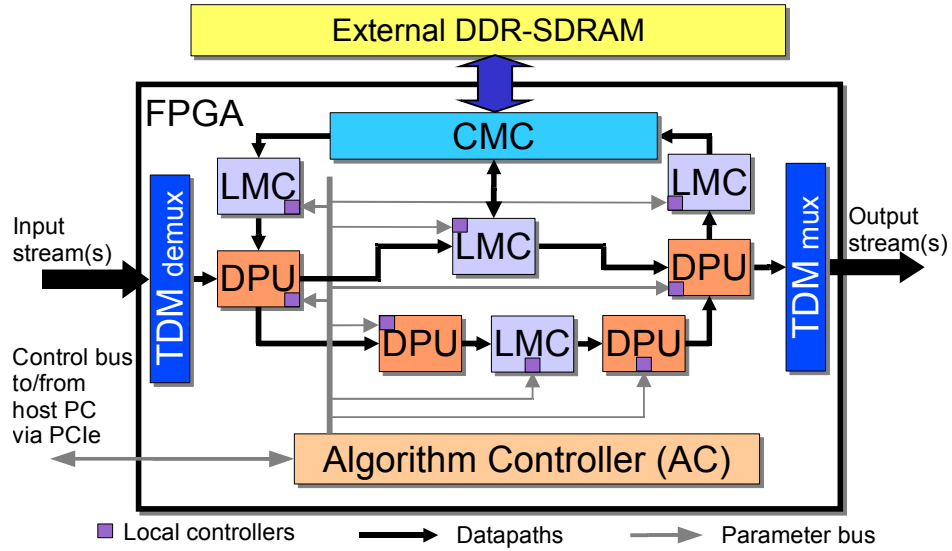 External DDR-SDRAM
FPGA
CMC
LMC
LMC
Input
stream(s)
TDM demux
LMC
TDM mux
Output
stream(s)
DPU
DPU
DPU
LMC
DPU
Control bus
to/from
host PC
via PCIe
Algorithm Controller (AC)
Local controllers
Datapaths
Parameter bus